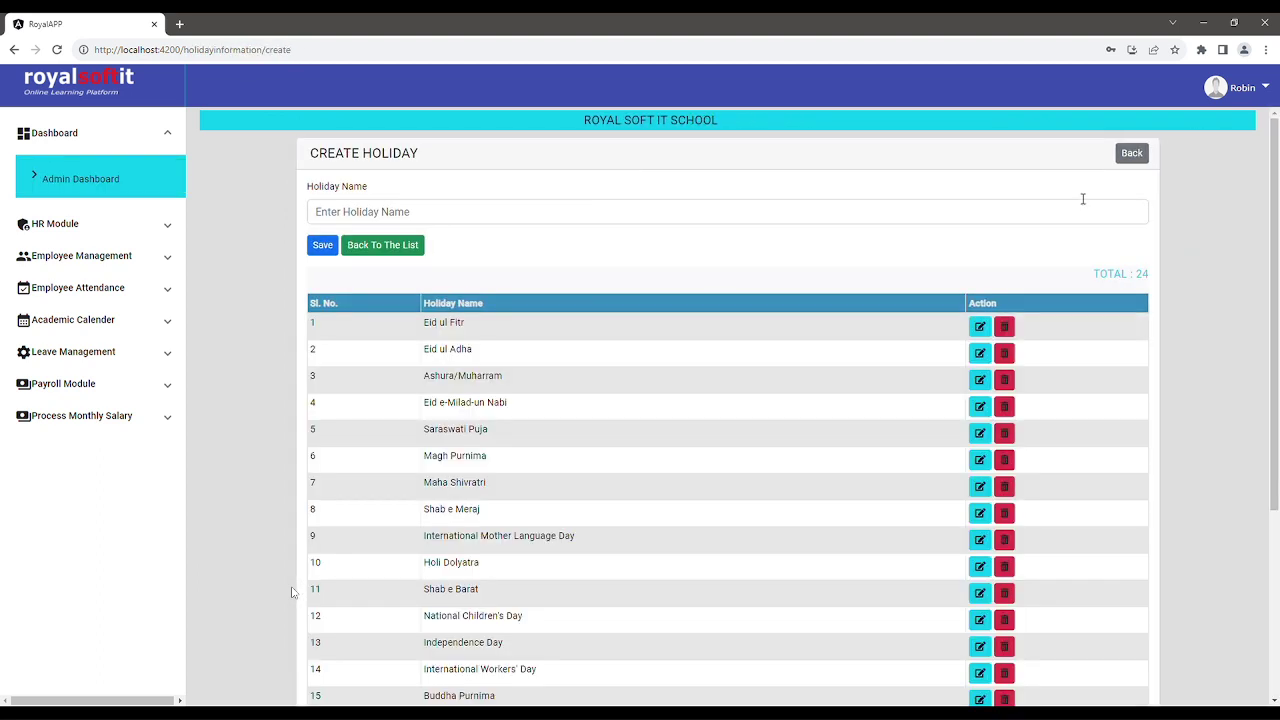 RoyalAPP
http://localhost:4200/holidayinformation/create
royalsoftit
Online Learning Platform
Robin
Dashboard
Admin Dashboard
HR Module
Employee Management
Employee Attendance
Academic Calender
Leave Management
Payroll Module
Process Monthly Salary
ROYAL SOFT IT SCHOOL
CREATE HOLIDAY
Back
Holiday Name
Enter Holiday Name
Save Back To The List
TOTAL : 24
Sl. No. Holiday Name Action
1 Eid ul Fitr
2 Eid ul Adha
3 Ashura/Muharram
4 Eid e-Milad-un Nabi
5 Saraswati Puja
6 Magh Purnima
7 Maha Shivratri
8 Shab e Meraj
9 International Mother Language Day
10 Holi Dolyatra
11 Shab e Barat
12 National Children's Day
13 Independence Day
14 International Workers' Day
15 Buddha Purnima